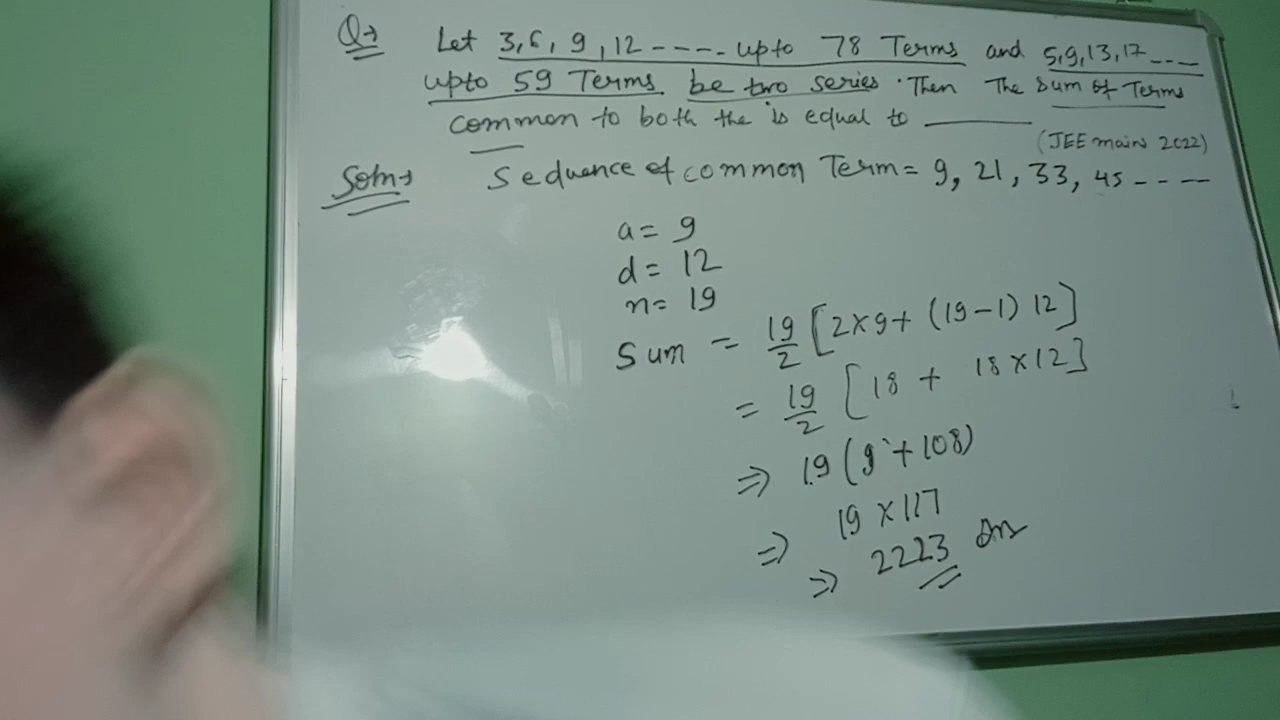 Q→ Let 3, 6, 9, 12 ---- upto 78 Terms and 5, 9, 13, 17 ----
upto 59 Terms be two series. Then The Sum of Terms
common to both the is equal to ______
(JEE mains 2022)
Soln→ Seduence of common Term = 9, 21, 33, 45 ----
a = 9
d = 12
n = 19
Sum = 19/2 [2×9+ (19-1) 12]
= 19/2 [18 + 18×12]
⇒ 19 (9 + 108)
⇒ 19 × 117
⇒ 2223 Ans